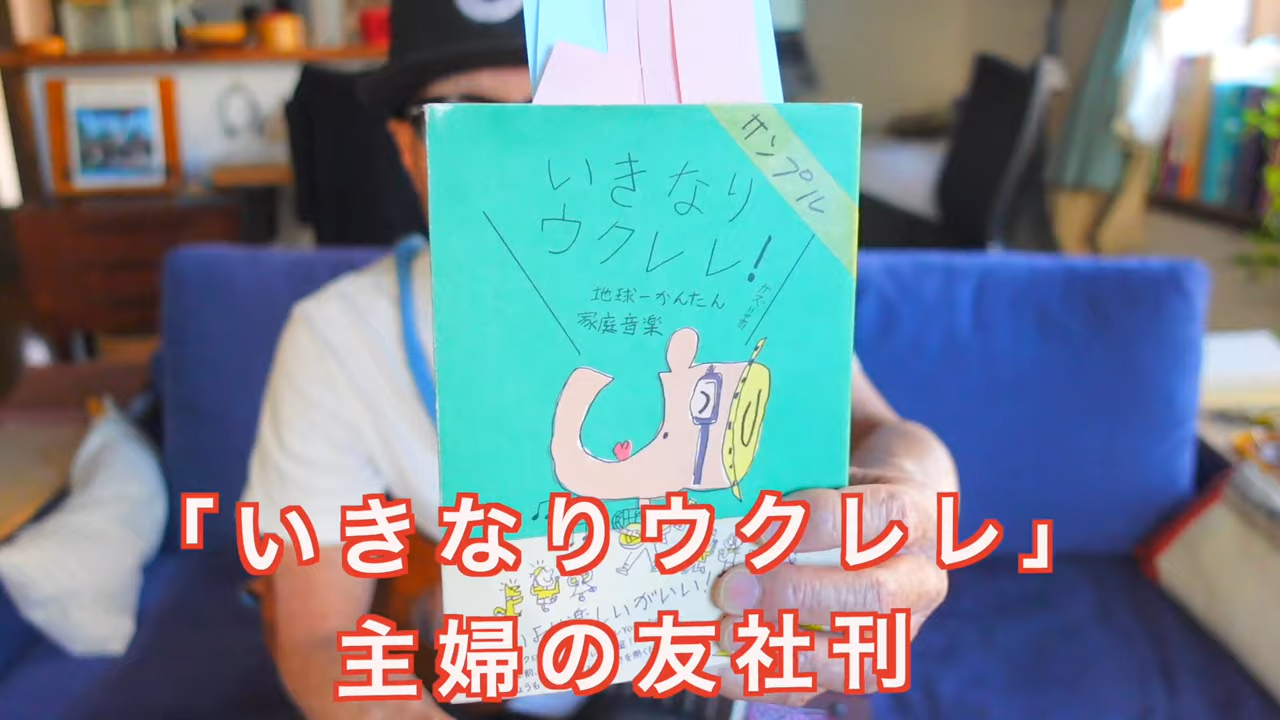 サンプル
いきなり
ウクレレ!
地球一かんたん
家庭音楽
「いきなりウクレレ」
主婦の友社刊